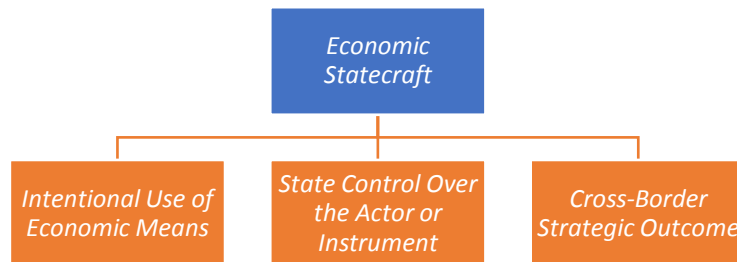 Economic
Statecraft
Intentional Use of
Economic Means
State Control Over
the Actor or
Instrument
Cross-Border
Strategic Outcome